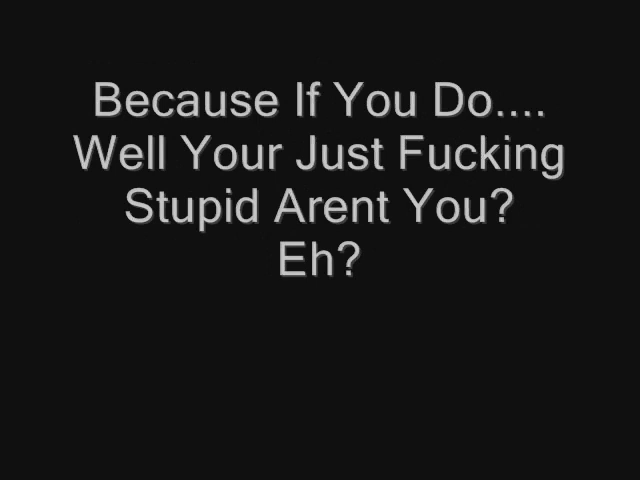 Because If You Do....
Well Your Just Fucking
Stupid Arent You?
Eh?